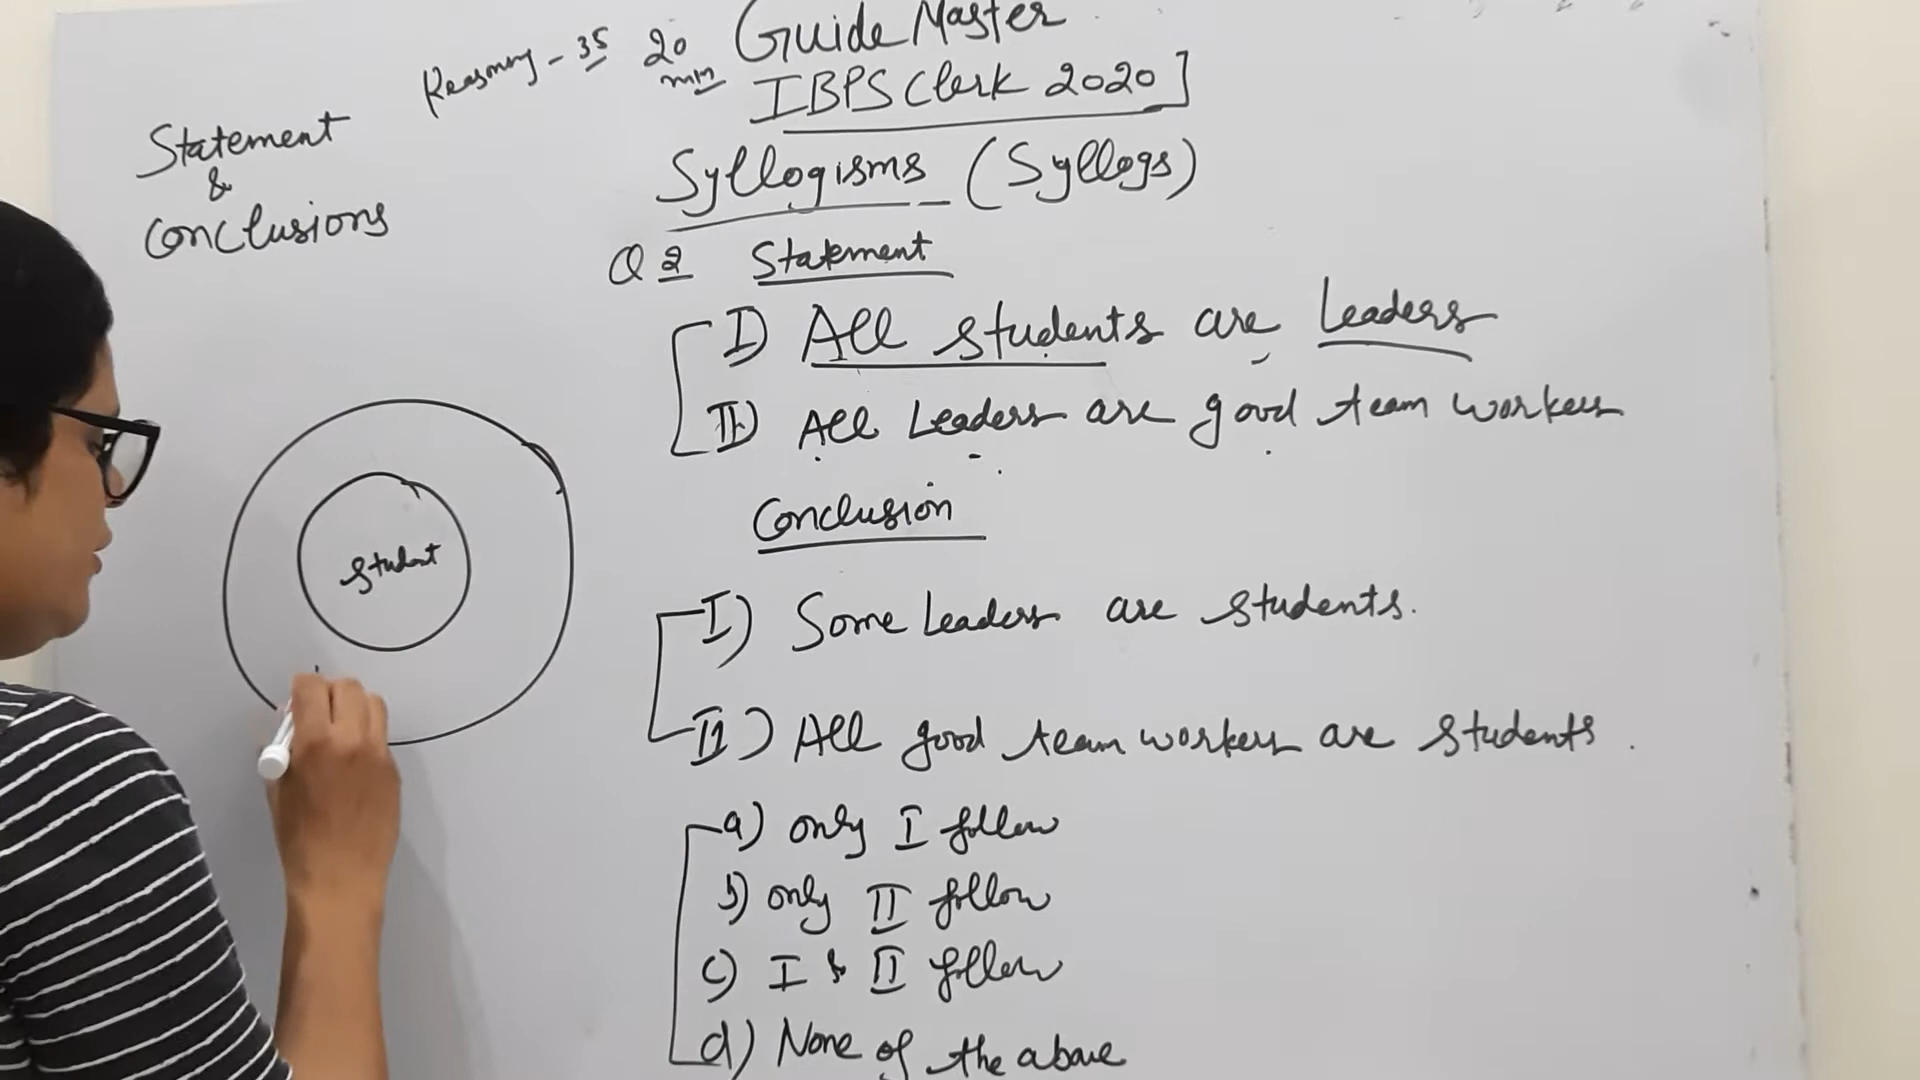 Reasoning - 35 20 min
Guide Master
IBPS Clerk 2020]
Statement
&
Conclusions
Syllogisms (Syllogs)
Q 2 Statement
I) All students are Leaders
II) All Leaders are good team workers
Conclusion
I) Some Leaders are students.
II) All good team workers are students.
a) only I follow
b) only II follow
c) I & II follow
d) None of the above
student